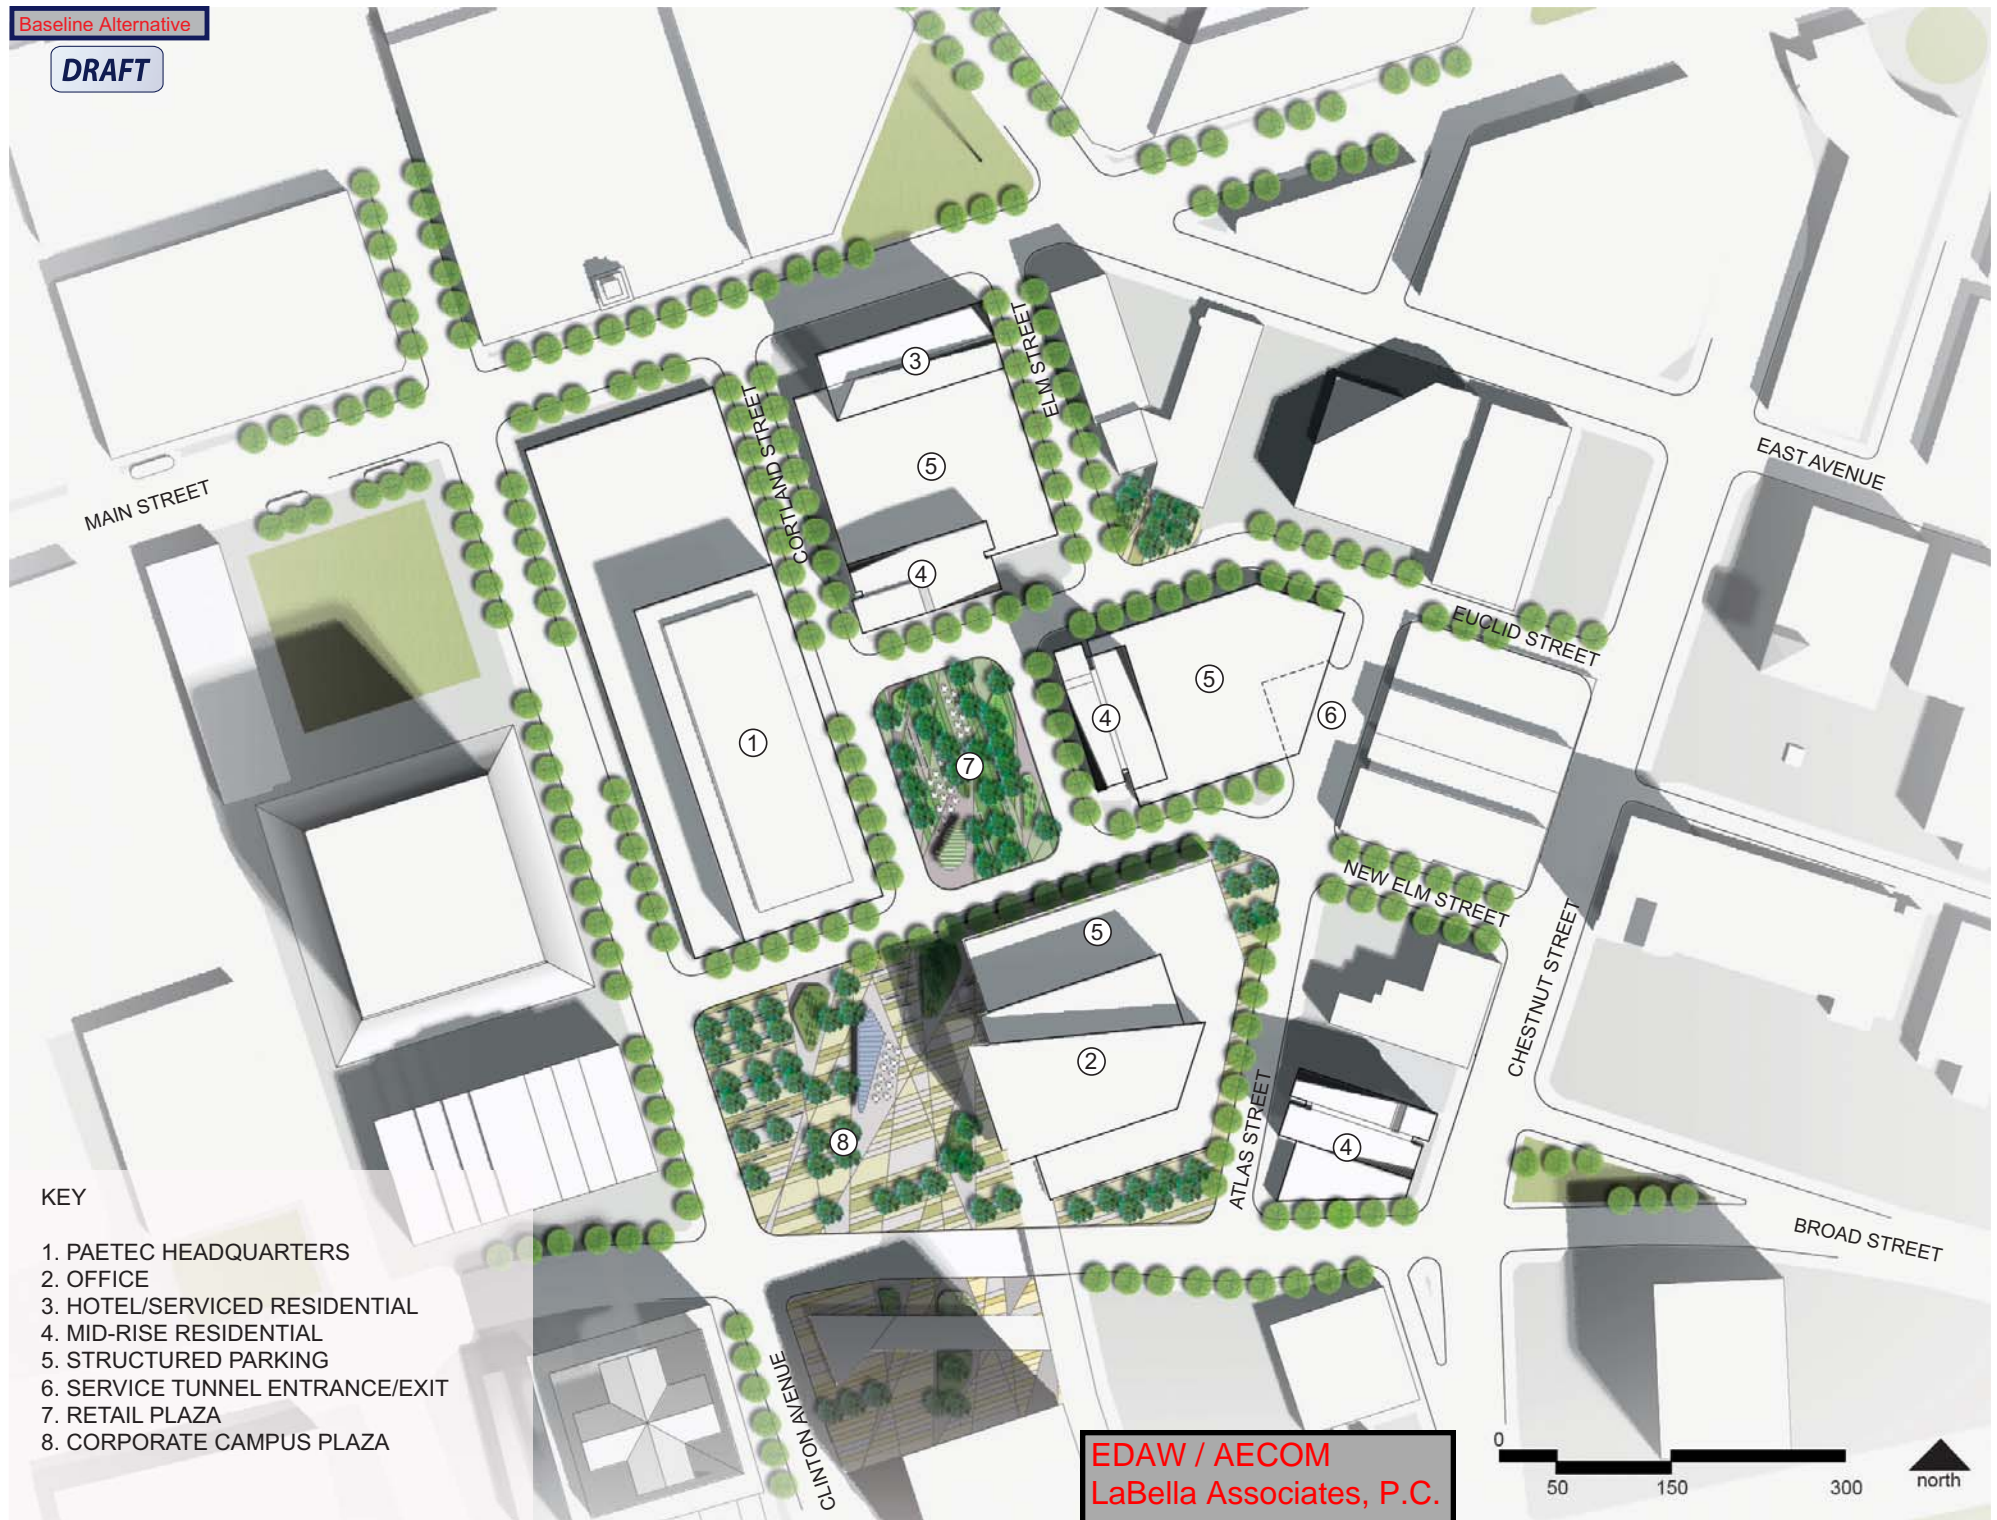 Baseline Alternative
DRAFT
MAIN STREET
CORTLAND STREET
ELM STREET
EAST AVENUE
EUCLID STREET
NEW ELM STREET
CHESTNUT STREET
ATLAS STREET
BROAD STREET
CLINTON AVENUE
3
5
4
5
4
6
1
7
5
2
8
4
KEY
1. PAETEC HEADQUARTERS
2. OFFICE
3. HOTEL/SERVICED RESIDENTIAL
4. MID-RISE RESIDENTIAL
5. STRUCTURED PARKING
6. SERVICE TUNNEL ENTRANCE/EXIT
7. RETAIL PLAZA
8. CORPORATE CAMPUS PLAZA
EDAW / AECOM
LaBella Associates, P.C.
0
50 150 300
north